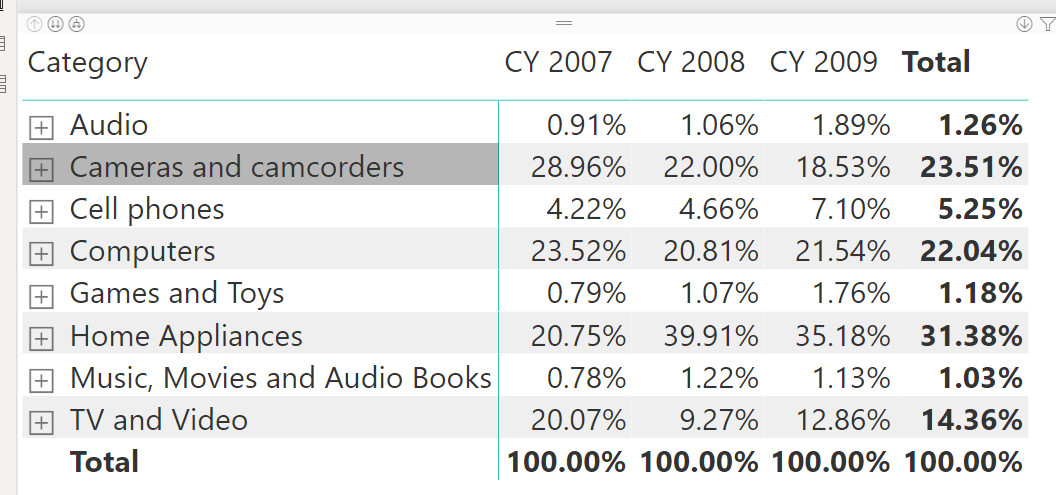 Category CY 2007 CY 2008 CY 2009 Total
Audio 0.91% 1.06% 1.89% 1.26%
Cameras and camcorders 28.96% 22.00% 18.53% 23.51%
Cell phones 4.22% 4.66% 7.10% 5.25%
Computers 23.52% 20.81% 21.54% 22.04%
Games and Toys 0.79% 1.07% 1.76% 1.18%
Home Appliances 20.75% 39.91% 35.18% 31.38%
Music, Movies and Audio Books 0.78% 1.22% 1.13% 1.03%
TV and Video 20.07% 9.27% 12.86% 14.36%
Total 100.00% 100.00% 100.00% 100.00%